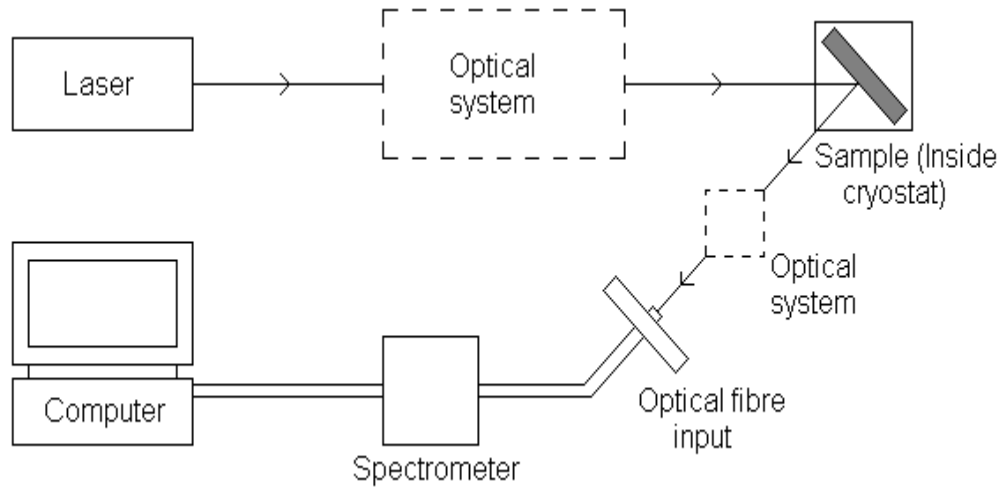 Laser
Optical
system
Sample (Inside
cryostat)
Optical
system
Computer
Optical fibre
input
Spectrometer